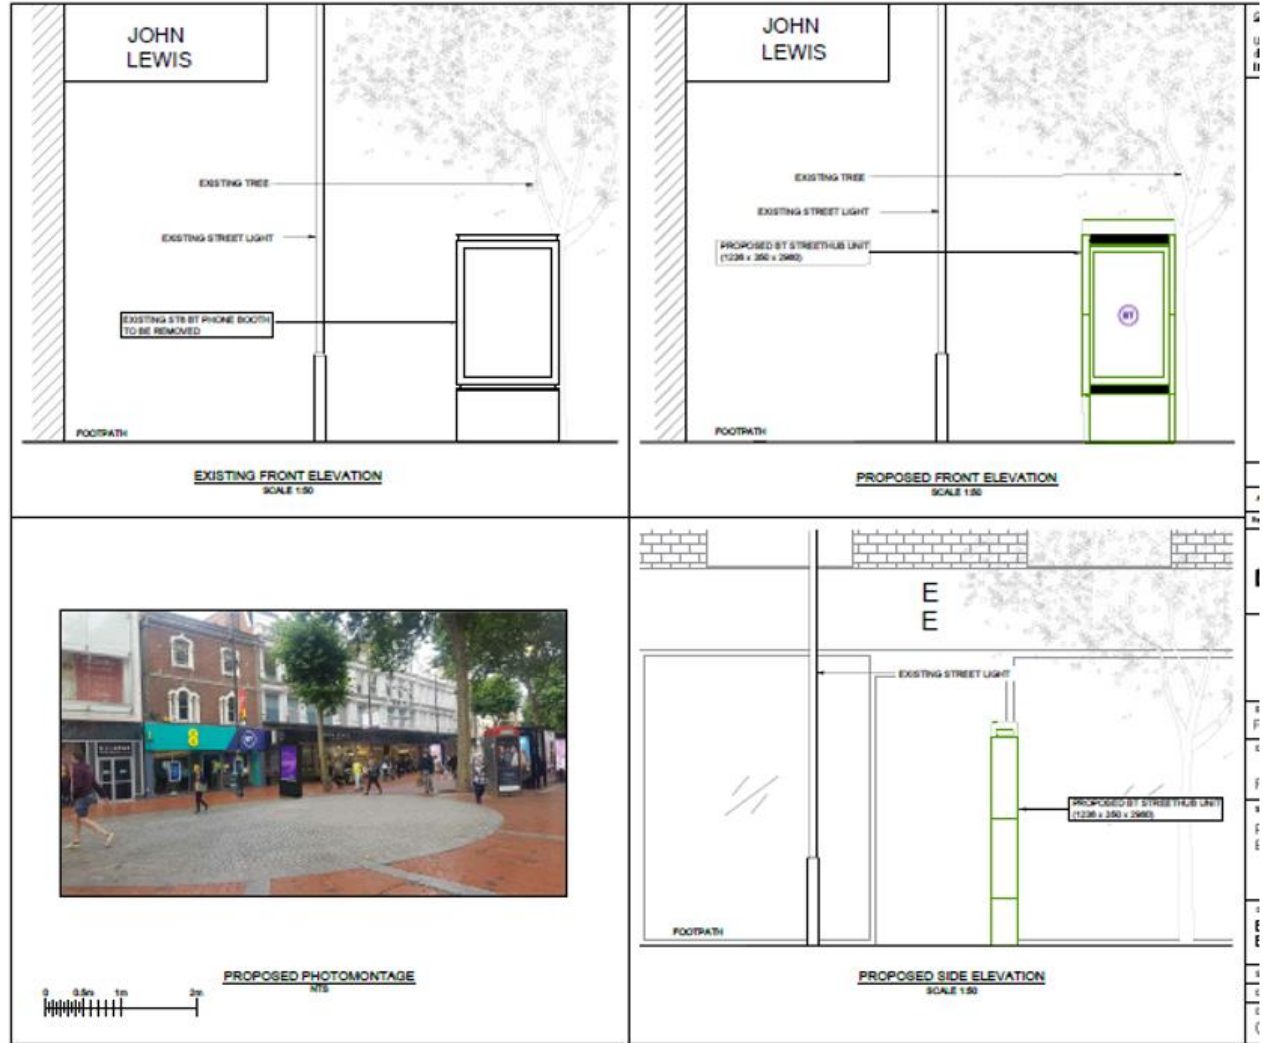 JOHN
LEWIS
EXISTING TREE
EXISTING STREET LIGHT
EXISTING ST6 BT PHONE BOOTH
TO BE REMOVED
FOOTPATH
EXISTING FRONT ELEVATION
SCALE 1:50
JOHN
LEWIS
EXISTING TREE
EXISTING STREET LIGHT
PROPOSED BT STREETHUB UNIT
(1236 x 350 x 2980)
BT
FOOTPATH
PROPOSED FRONT ELEVATION
SCALE 1:50
BT
PROPOSED PHOTOMONTAGE
NTS
0 0.5m 1m 2m
E
E
EXISTING STREET LIGHT
PROPOSED BT STREETHUB UNIT
(1236 x 350 x 2980)
FOOTPATH
PROPOSED SIDE ELEVATION
SCALE 1:50